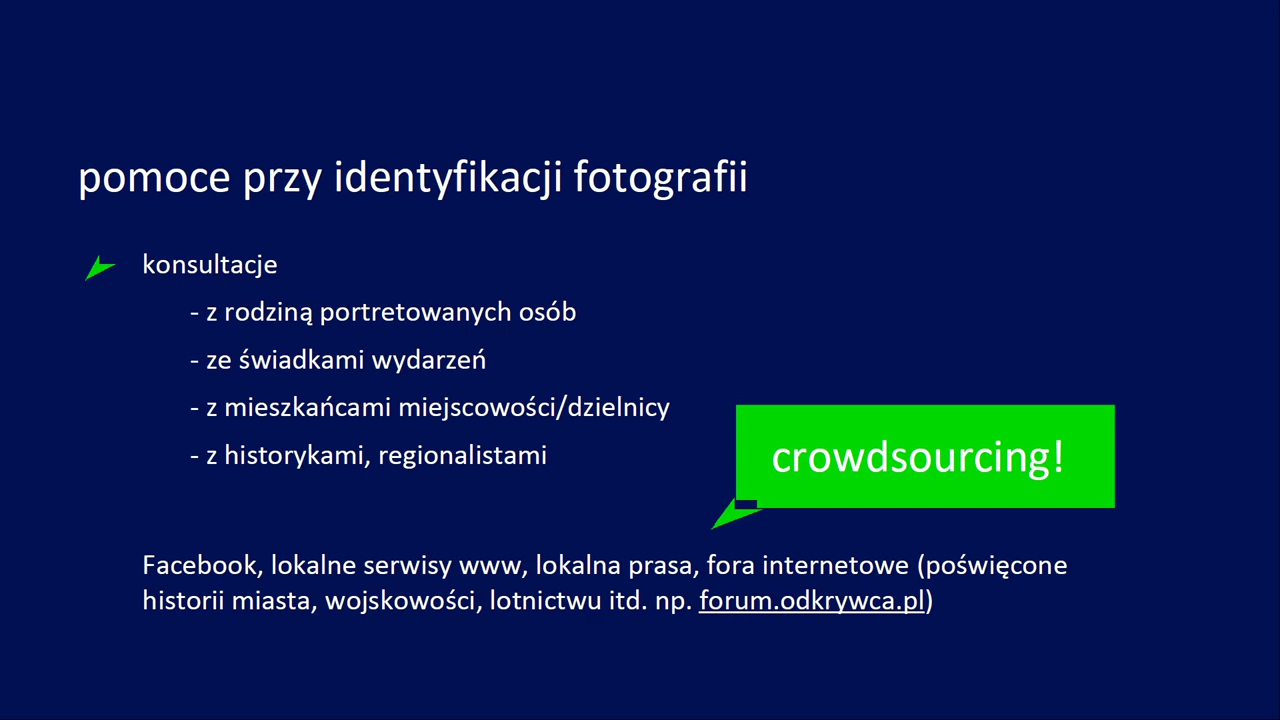 pomoce przy identyfikacji fotografii
konsultacje
- z rodziną portretowanych osób
- ze świadkami wydarzeń
- z mieszkańcami miejscowości/dzielnicy
- z historykami, regionalistami
crowdsourcing!
Facebook, lokalne serwisy www, lokalna prasa, fora internetowe (poświęcone
historii miasta, wojskowości, lotnictwu itd. np. forum.odkrywca.pl)